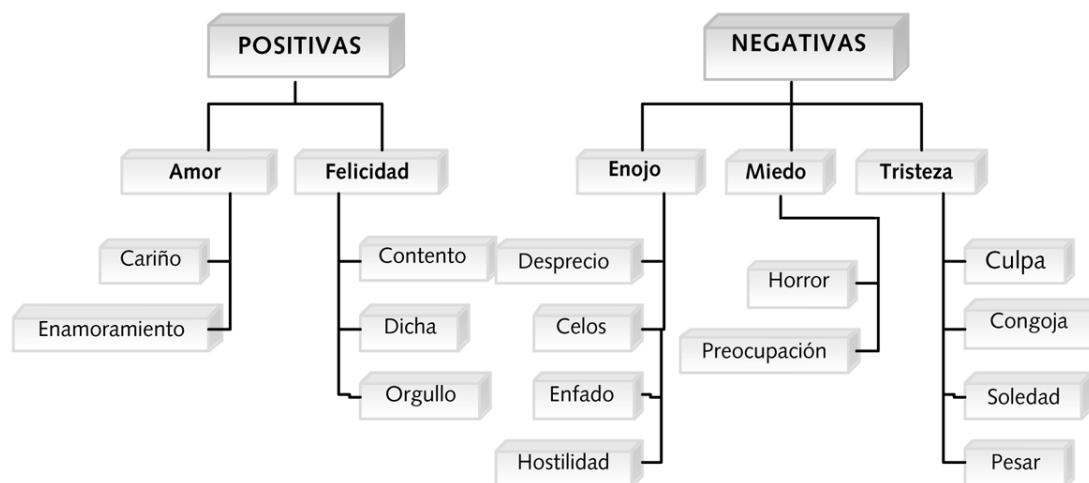 POSITIVAS
NEGATIVAS
Amor
Felicidad
Enojo
Miedo
Tristeza
Cariño
Contento
Desprecio
Horror
Culpa
Enamoramiento
Dicha
Celos
Preocupación
Congoja
Orgullo
Enfado
Soledad
Hostilidad
Pesar